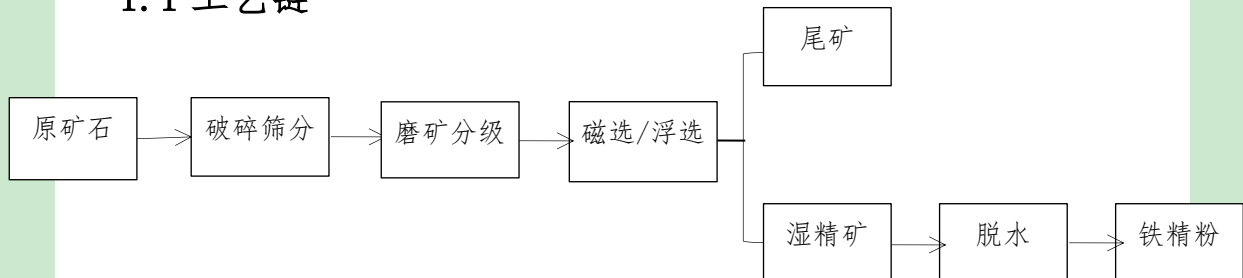 1.1 工艺链
尾矿
原矿石
破碎筛分
磨矿分级
磁选/浮选
湿精矿
脱水
铁精粉